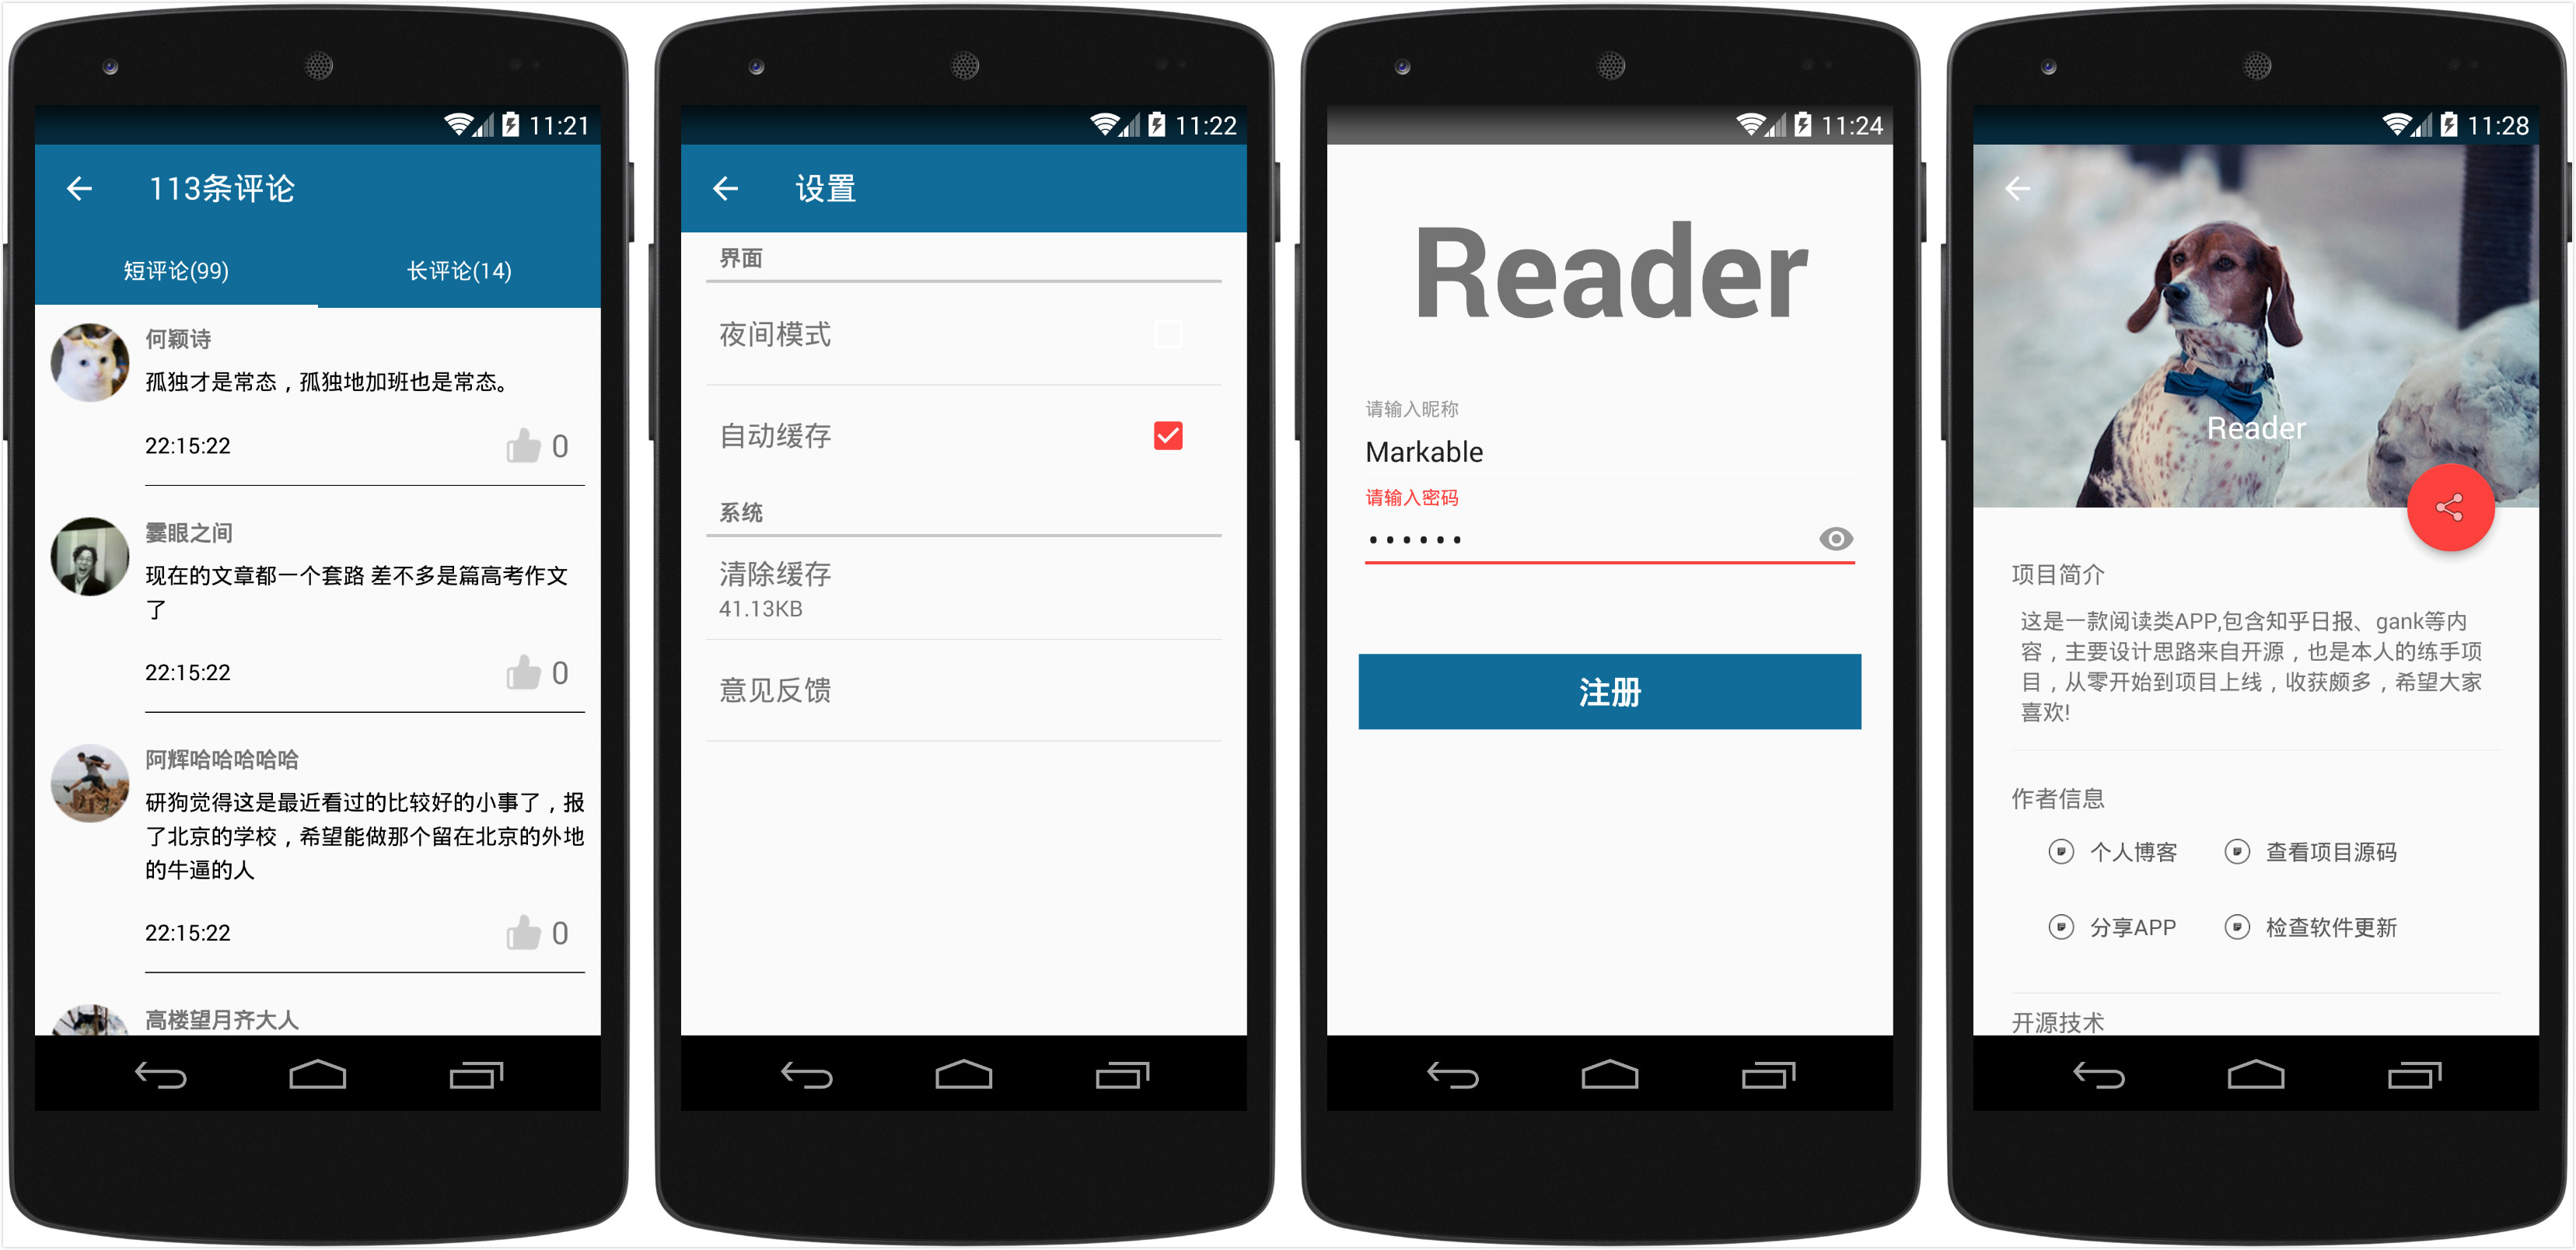 11:21
113条评论
短评论(99)
长评论(14)
何颖诗
孤独才是常态，孤独地加班也是常态。
22:15:22
0
霎眼之间
现在的文章都一个套路 差不多是篇高考作文
了
22:15:22
0
阿辉哈哈哈哈哈
研狗觉得这是最近看过的比较好的小事了，报
了北京的学校，希望能做那个留在北京的外地
的牛逼的人
22:15:22
0
高楼望月齐大人
11:22
设置
界面
夜间模式
自动缓存
系统
清除缓存
41.13KB
意见反馈
11:24
Reader
请输入昵称
Markable
请输入密码
••••••
注册
11:28
Reader
项目简介
这是一款阅读类APP,包含知乎日报、gank等内
容，主要设计思路来自开源，也是本人的练手项
目，从零开始到项目上线，收获颇多，希望大家
喜欢!
作者信息
个人博客
查看项目源码
分享APP
检查软件更新
开源技术